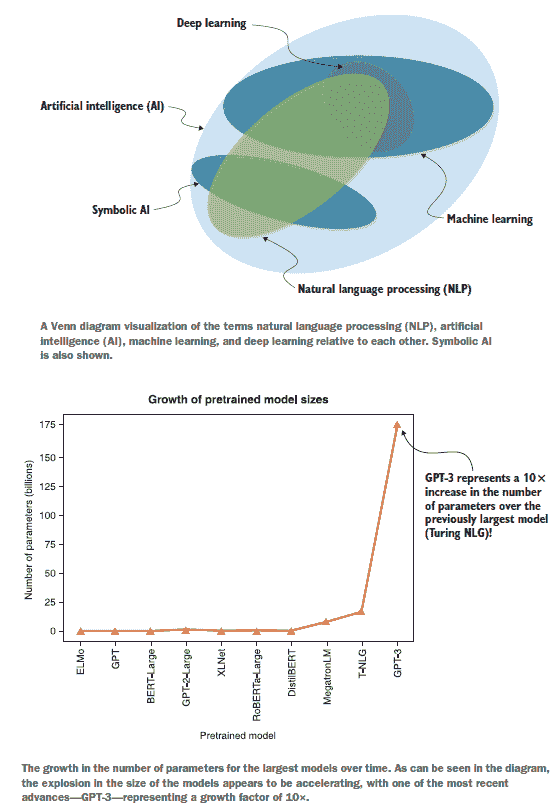 Deep learning
Artificial intelligence (AI)
Symbolic AI
Machine learning
Natural language processing (NLP)
A Venn diagram visualization of the terms natural language processing (NLP), artificial
intelligence (AI), machine learning, and deep learning relative to each other. Symbolic AI
is also shown.
Growth of pretrained model sizes
175
150
125
100
75
50
25
0
Number of parameters (billions)
GPT-3 represents a 10×
increase in the number
of parameters over the
previously largest model
(Turing NLG)!
ELMo
GPT
BERT-Large
GPT-2-Large
XLNet
RoBERTa-Large
DistilBERT
MegatronLM
T-NLG
GPT-3
Pretrained model
The growth in the number of parameters for the largest models over time. As can be seen in the diagram,
the explosion in the size of the models appears to be accelerating, with one of the most recent
advances—GPT-3—representing a growth factor of 10×.